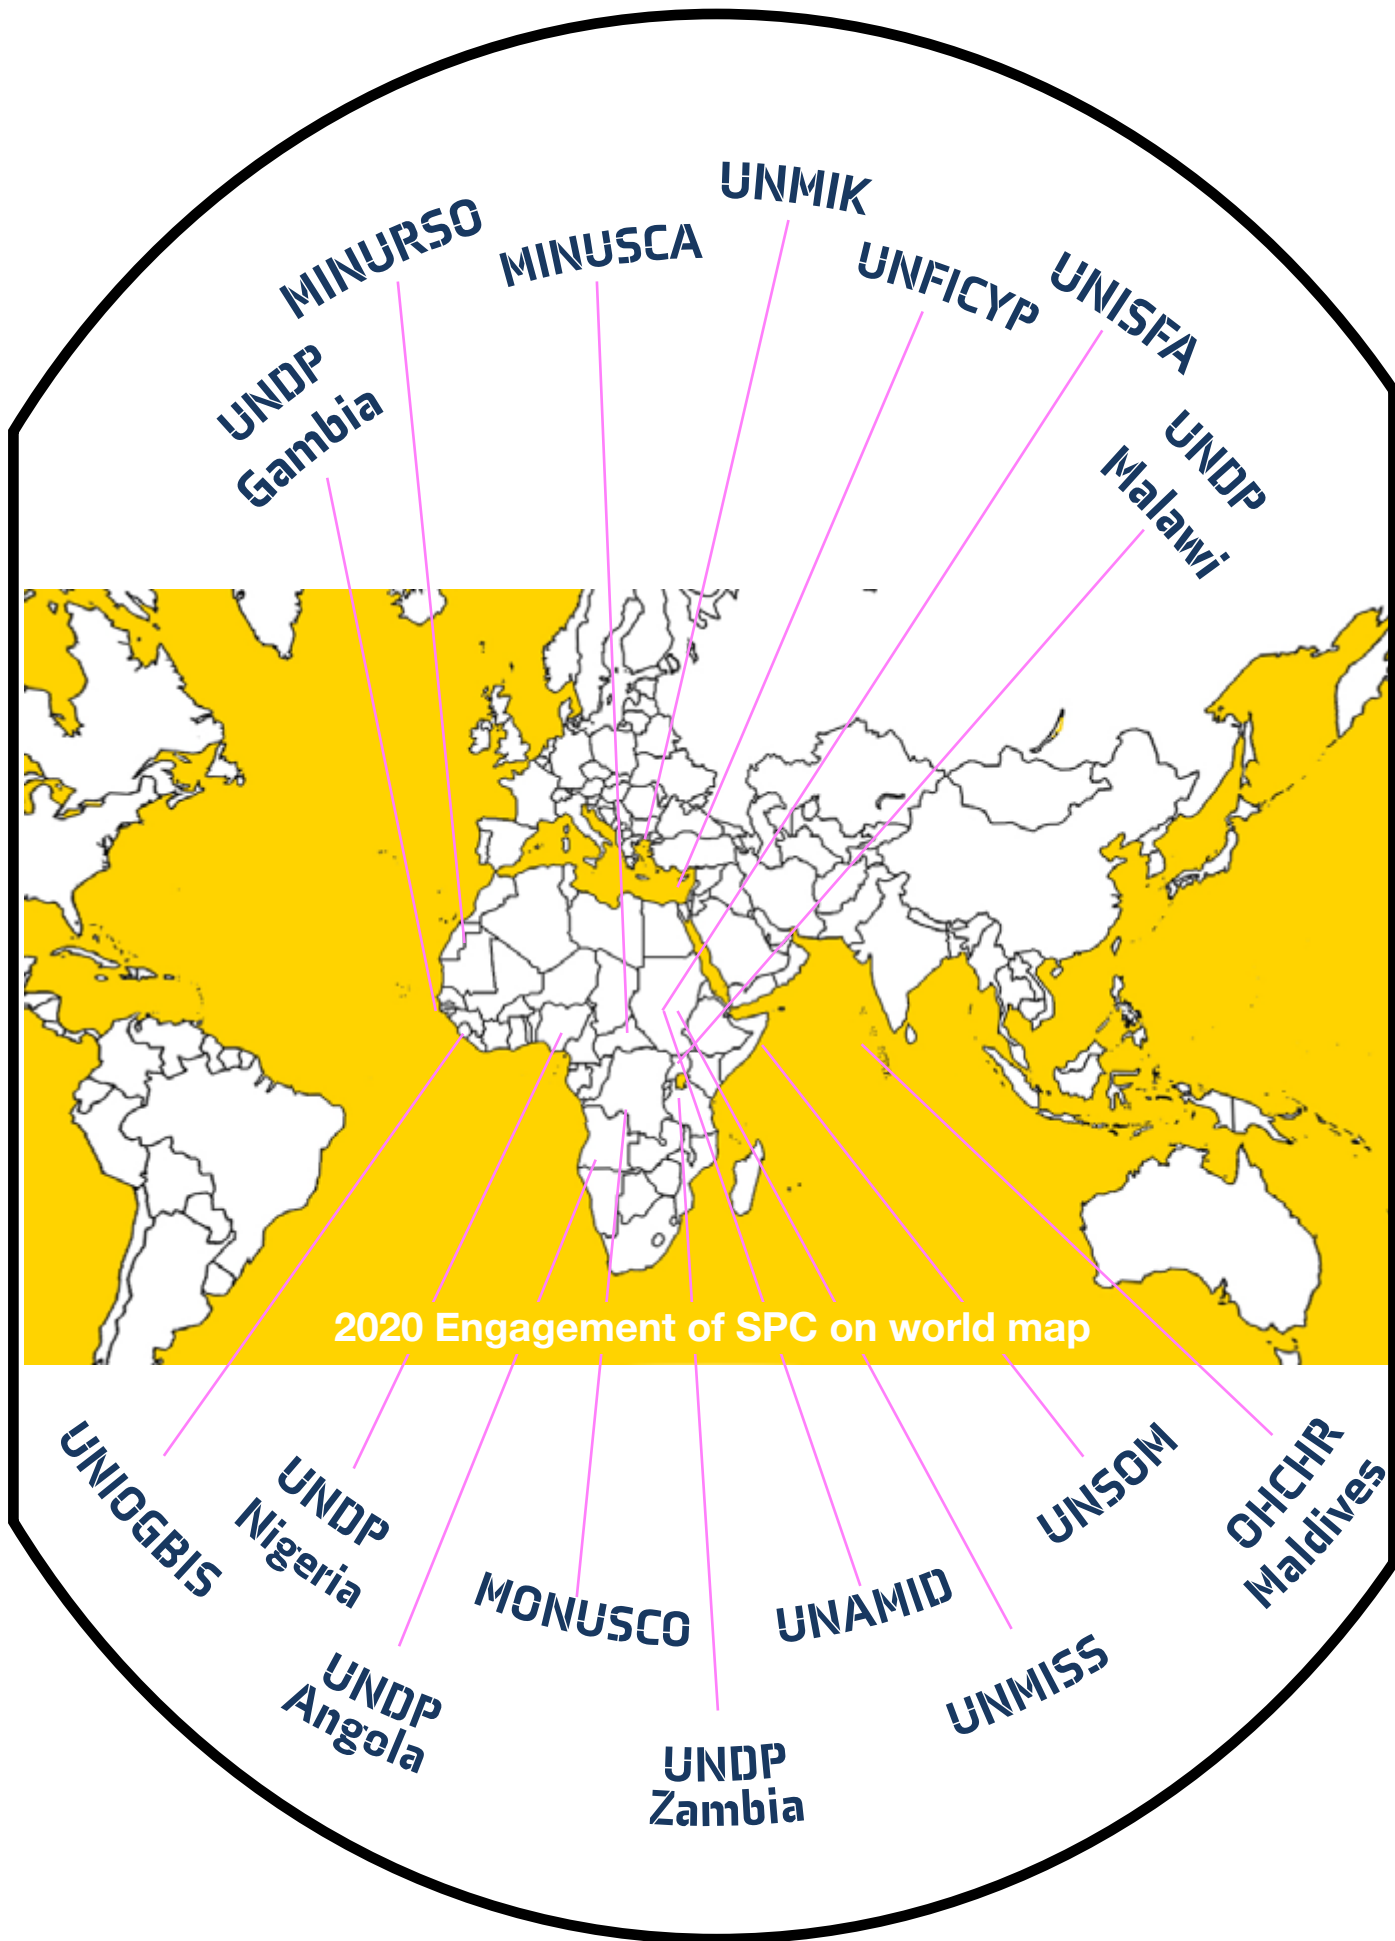 UNMIK
MINURSO
MINUSCA
UNFICYP
UNISFA
UNDP
Gambia
UNDP
Malawi
2020 Engagement of SPC on world map
UNIOGBIS
UNDP
Nigeria
UNDP
Angola
MONUSCO
UNDP
Zambia
UNAMID
UNMISS
UNSOM
OHCHR
Maldives